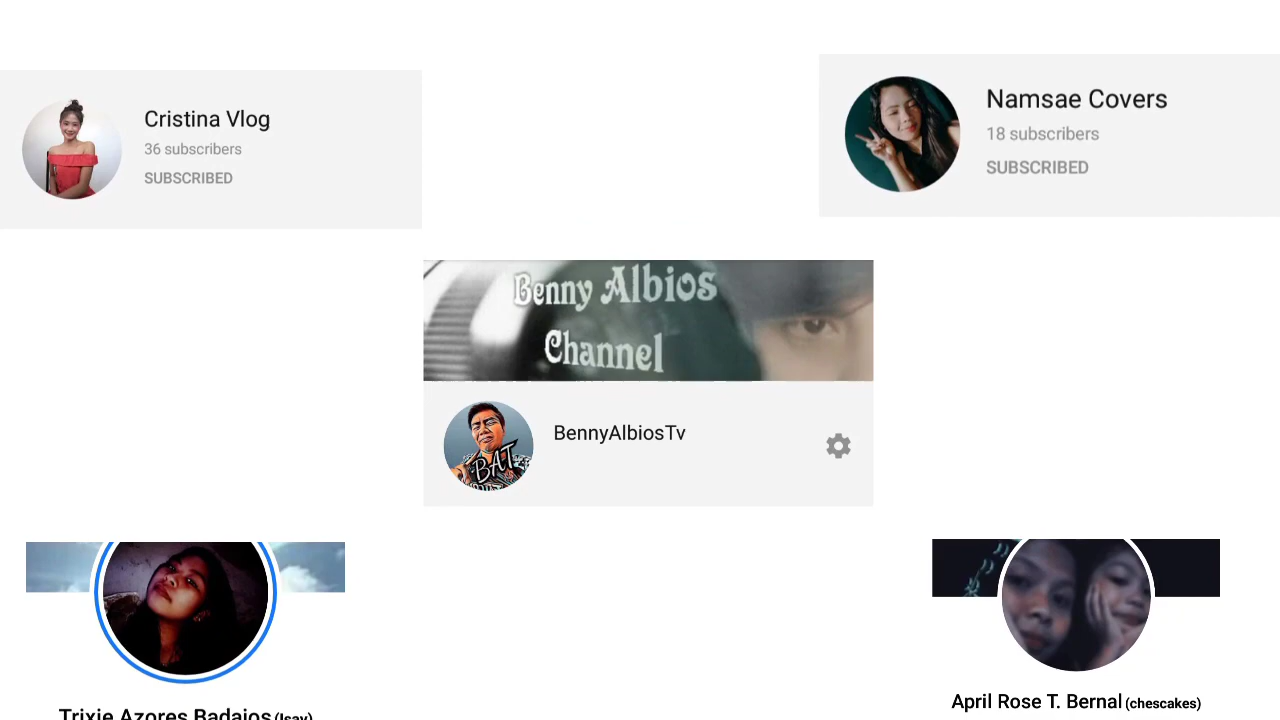 Cristina Vlog
36 subscribers
SUBSCRIBED
Namsae Covers
18 subscribers
SUBSCRIBED
Benny Albios
Channel
BennyAlbiosTv
BAT
Trixie Azores Badajos (Isay)
April Rose T. Bernal (chescakes)